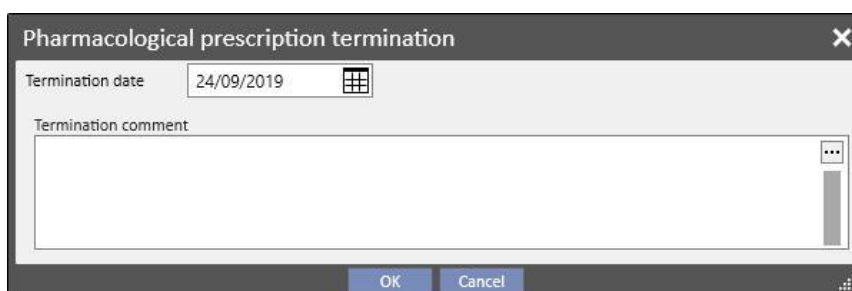 Pharmacological prescription termination
Termination date 24/09/2019
Termination comment
...
OK Cancel